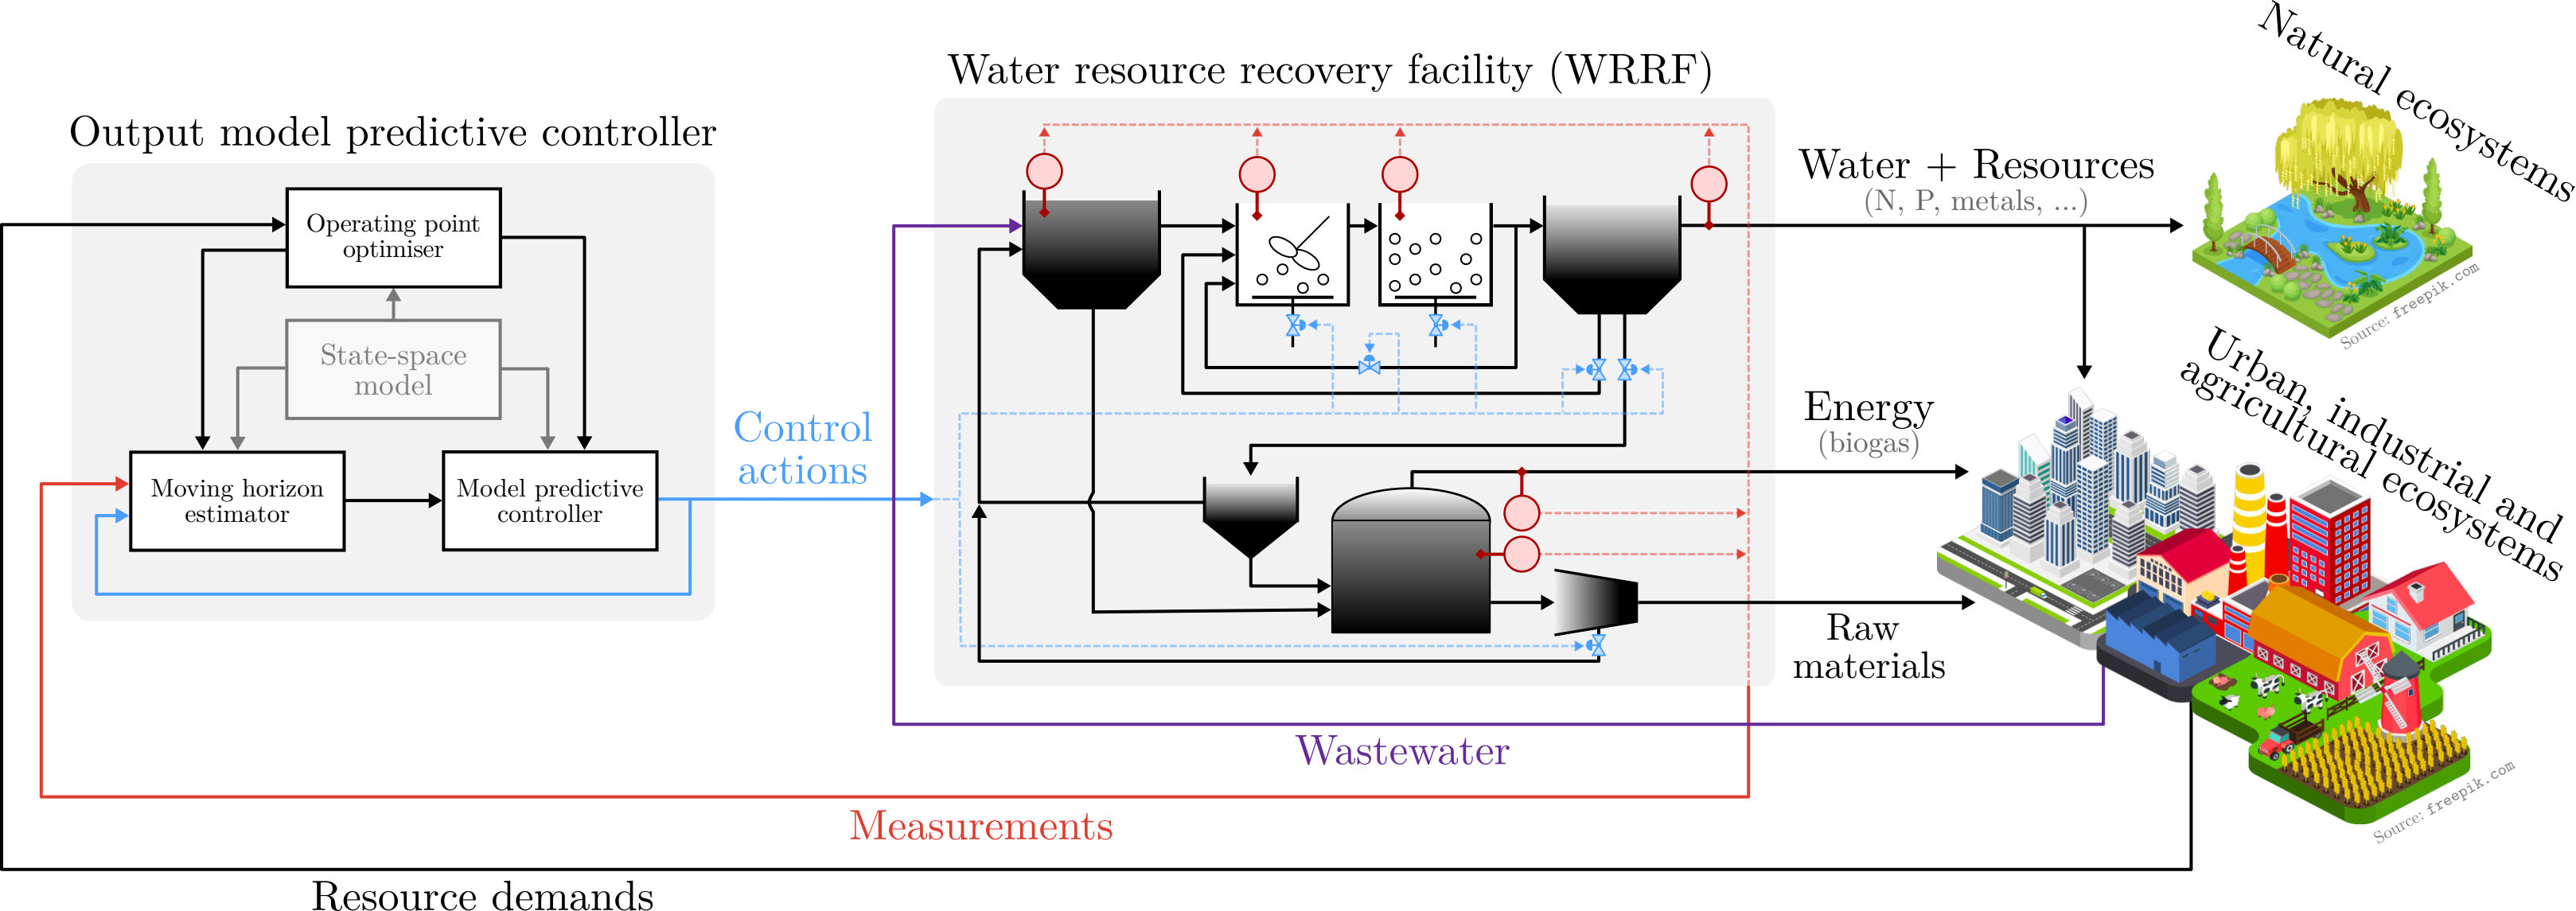 Output model predictive controller
Operating point
optimiser
State-space
model
Moving horizon
estimator
Model predictive
controller
Control
actions
Water resource recovery facility (WRRF)
Water + Resources
(N, P, metals, ...)
Energy
(biogas)
Raw
materials
Natural ecosystems
Source: freepik.com
Urban, industrial and
agricultural ecosystems
Source: freepik.com
Wastewater
Measurements
Resource demands